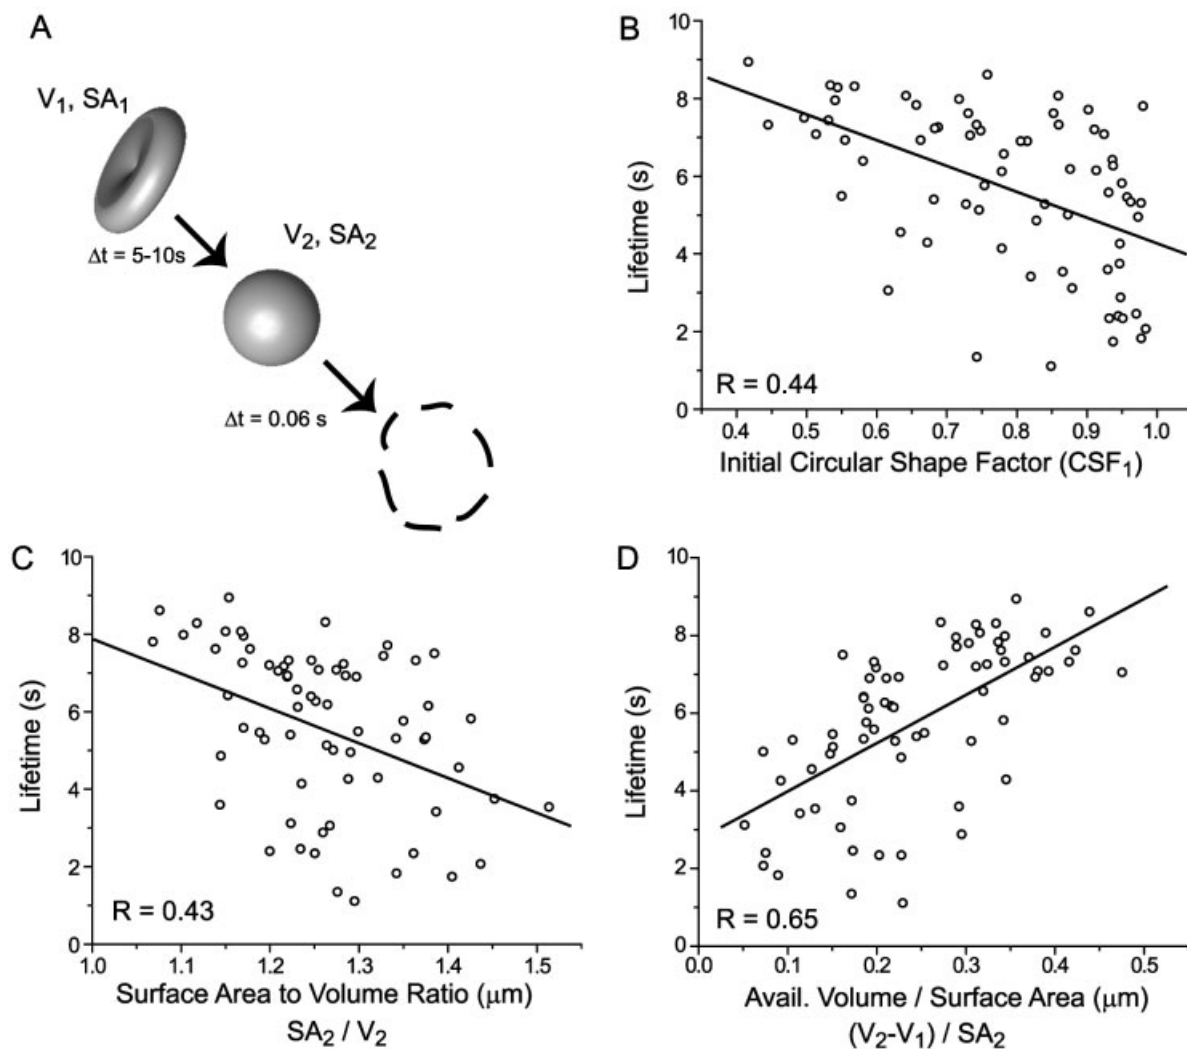 A
V₁, SA₁
Δt = 5-10s
V₂, SA₂
Δt = 0.06 s
B
10
8
6
4
2
0
Lifetime (s)
R = 0.44
0.4 0.5 0.6 0.7 0.8 0.9 1.0
Initial Circular Shape Factor (CSF₁)
C
10
8
6
4
2
0
Lifetime (s)
R = 0.43
1.0 1.1 1.2 1.3 1.4 1.5
Surface Area to Volume Ratio (μm)
SA₂ / V₂
D
10
8
6
4
2
0
Lifetime (s)
R = 0.65
0.0 0.1 0.2 0.3 0.4 0.5
Avail. Volume / Surface Area (μm)
(V₂-V₁) / SA₂